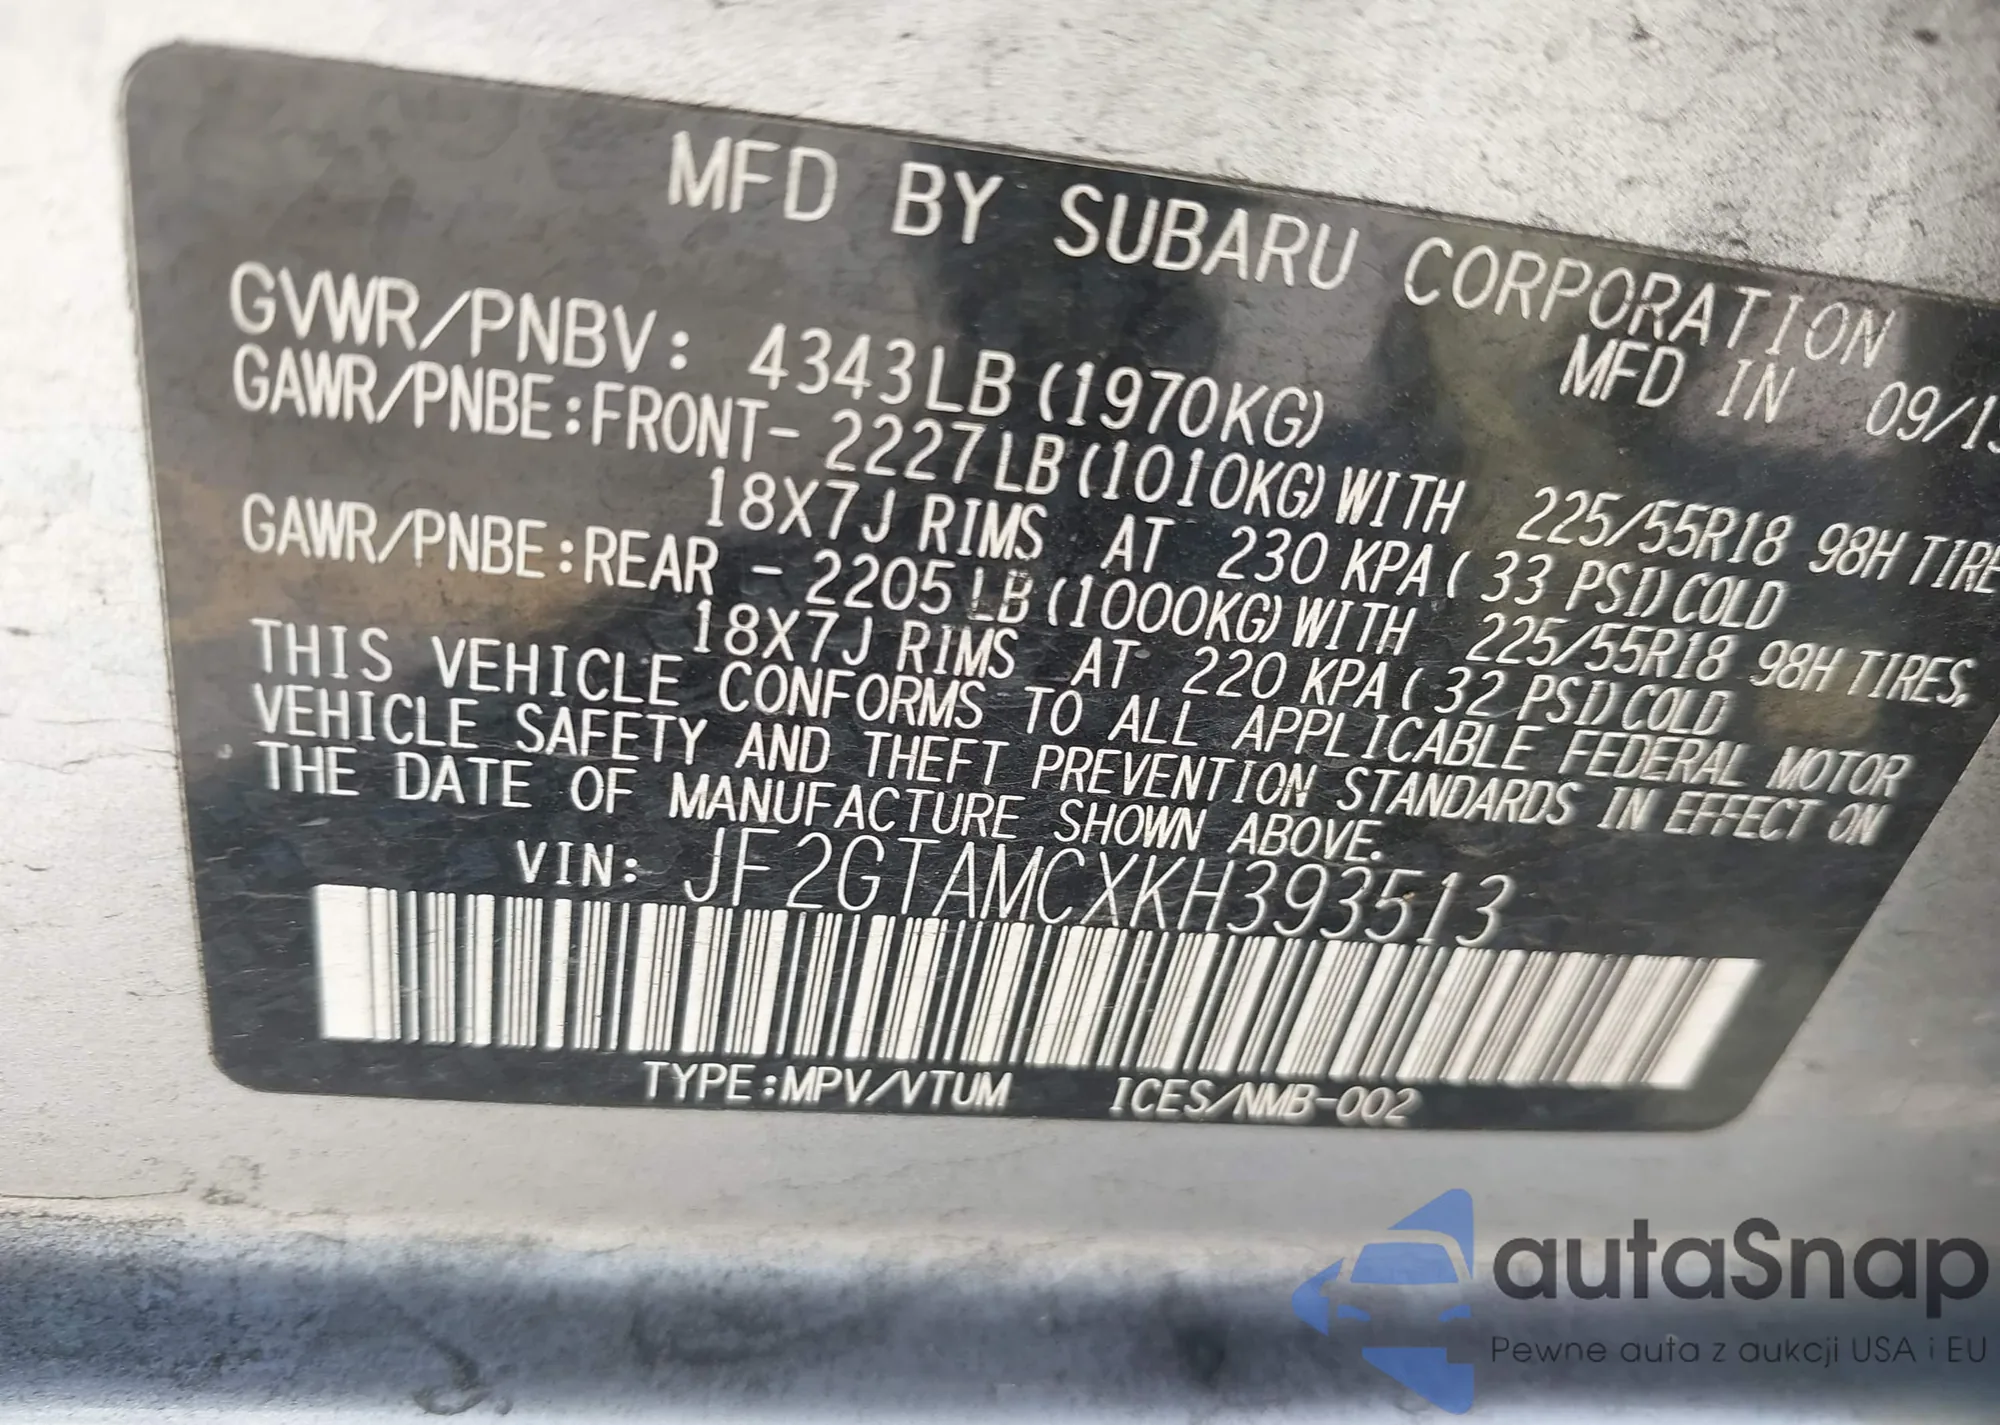 MFD BY SUBARU CORPORATION
GVWR/PNBV: 4343LB (1970KG) MFD IN 09/19
GAWR/PNBE:FRONT- 2227LB(1010KG)WITH 225/55R18 98H TIRE
18X7J RIMS AT 230 KPA( 33 PSI)COLD
GAWR/PNBE:REAR - 2205LB(1000KG)WITH 225/55R18 98H TIRES,
18X7J RIMS AT 220 KPA( 32 PSI)COLD
THIS VEHICLE CONFORMS TO ALL APPLICABLE FEDERAL MOTOR
VEHICLE SAFETY AND THEFT PREVENTION STANDARDS IN EFFECT ON
THE DATE OF MANUFACTURE SHOWN ABOVE.
VIN: JF2GTAMCXKH393513
TYPE:MPV/VTUM ICES/NMB-002
autaSnap
Pewne auta z aukcji USA i EU